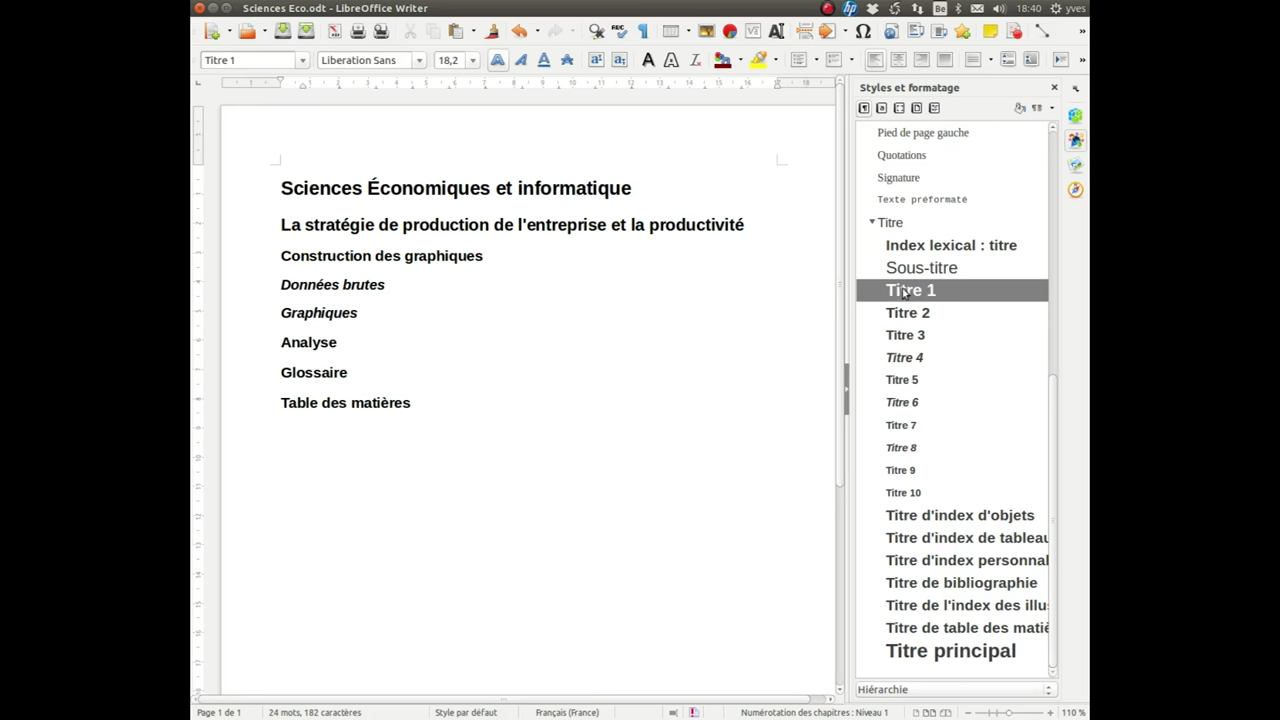 Sciences Eco.odt - LibreOffice Writer
Be
18:40
yves
Titre 1
Liberation Sans
18,2
Styles et formatage
Pied de page gauche
Quotations
Signature
Texte préformaté
Titre
Index lexical : titre
Sous-titre
Titre 1
Titre 2
Titre 3
Titre 4
Titre 5
Titre 6
Titre 7
Titre 8
Titre 9
Titre 10
Titre d'index d'objets
Titre d'index de tableau
Titre d'index personnal
Titre de bibliographie
Titre de l'index des illu
Titre de table des matiè
Titre principal
Hiérarchie
Sciences Économiques et informatique
La stratégie de production de l'entreprise et la productivité
Construction des graphiques
Données brutes
Graphiques
Analyse
Glossaire
Table des matières
Page 1 de 1
24 mots, 182 caractères
Style par défaut
Français (France)
Numérotation des chapitres : Niveau 1
110 %